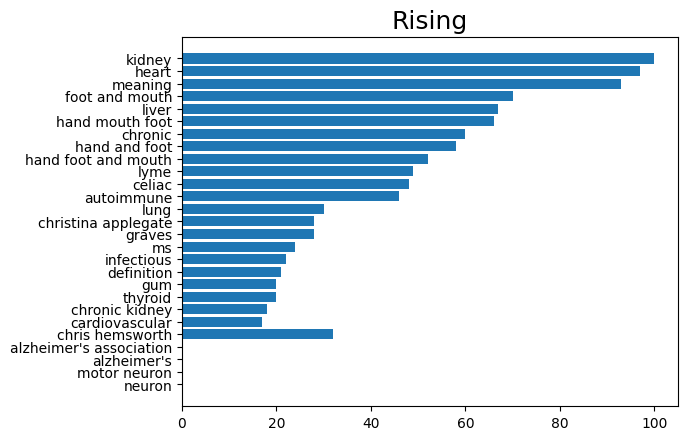 Rising
kidney
heart
meaning
foot and mouth
liver
hand mouth foot
chronic
hand and foot
hand foot and mouth
lyme
celiac
autoimmune
lung
christina applegate
graves
ms
infectious
definition
gum
thyroid
chronic kidney
cardiovascular
chris hemsworth
alzheimer's association
alzheimer's
motor neuron
neuron
0 20 40 60 80 100